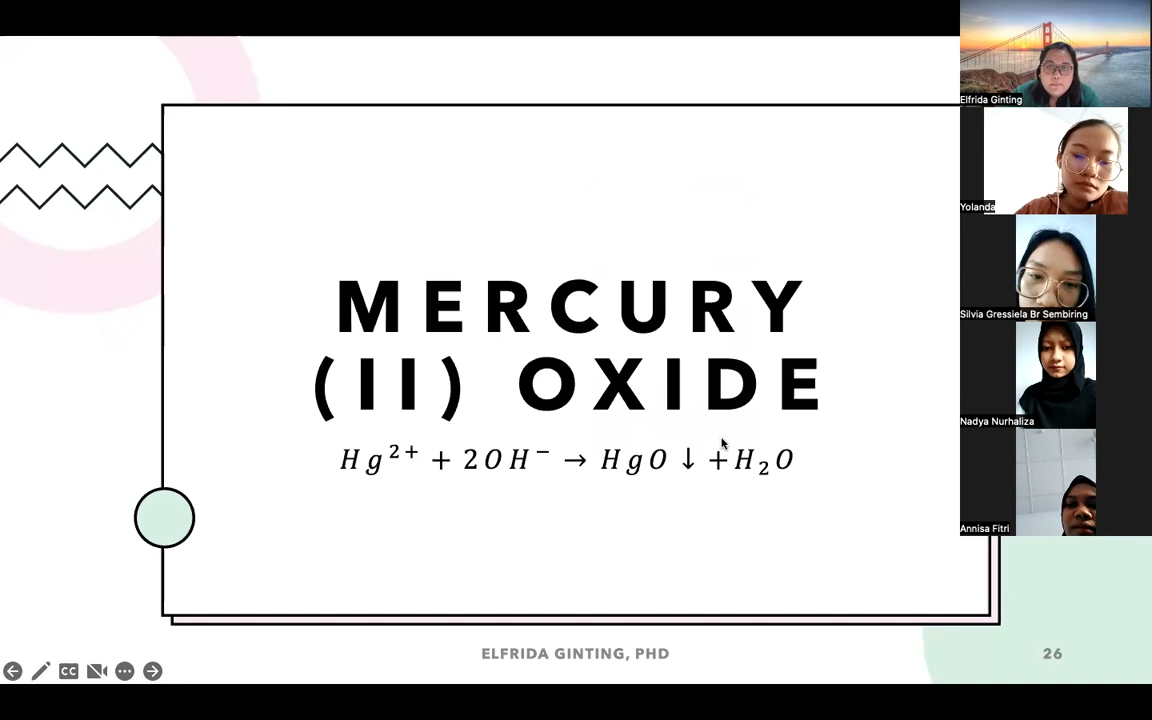 MERCURY
(II) OXIDE
Hg²⁺ + 2OH⁻ → HgO ↓ +H₂O
ELFRIDA GINTING, PHD
26
CC
Elfrida Ginting
Yolanda
Silvia Gressiela Br Sembiring
Nadya Nurhaliza
Annisa Fitri